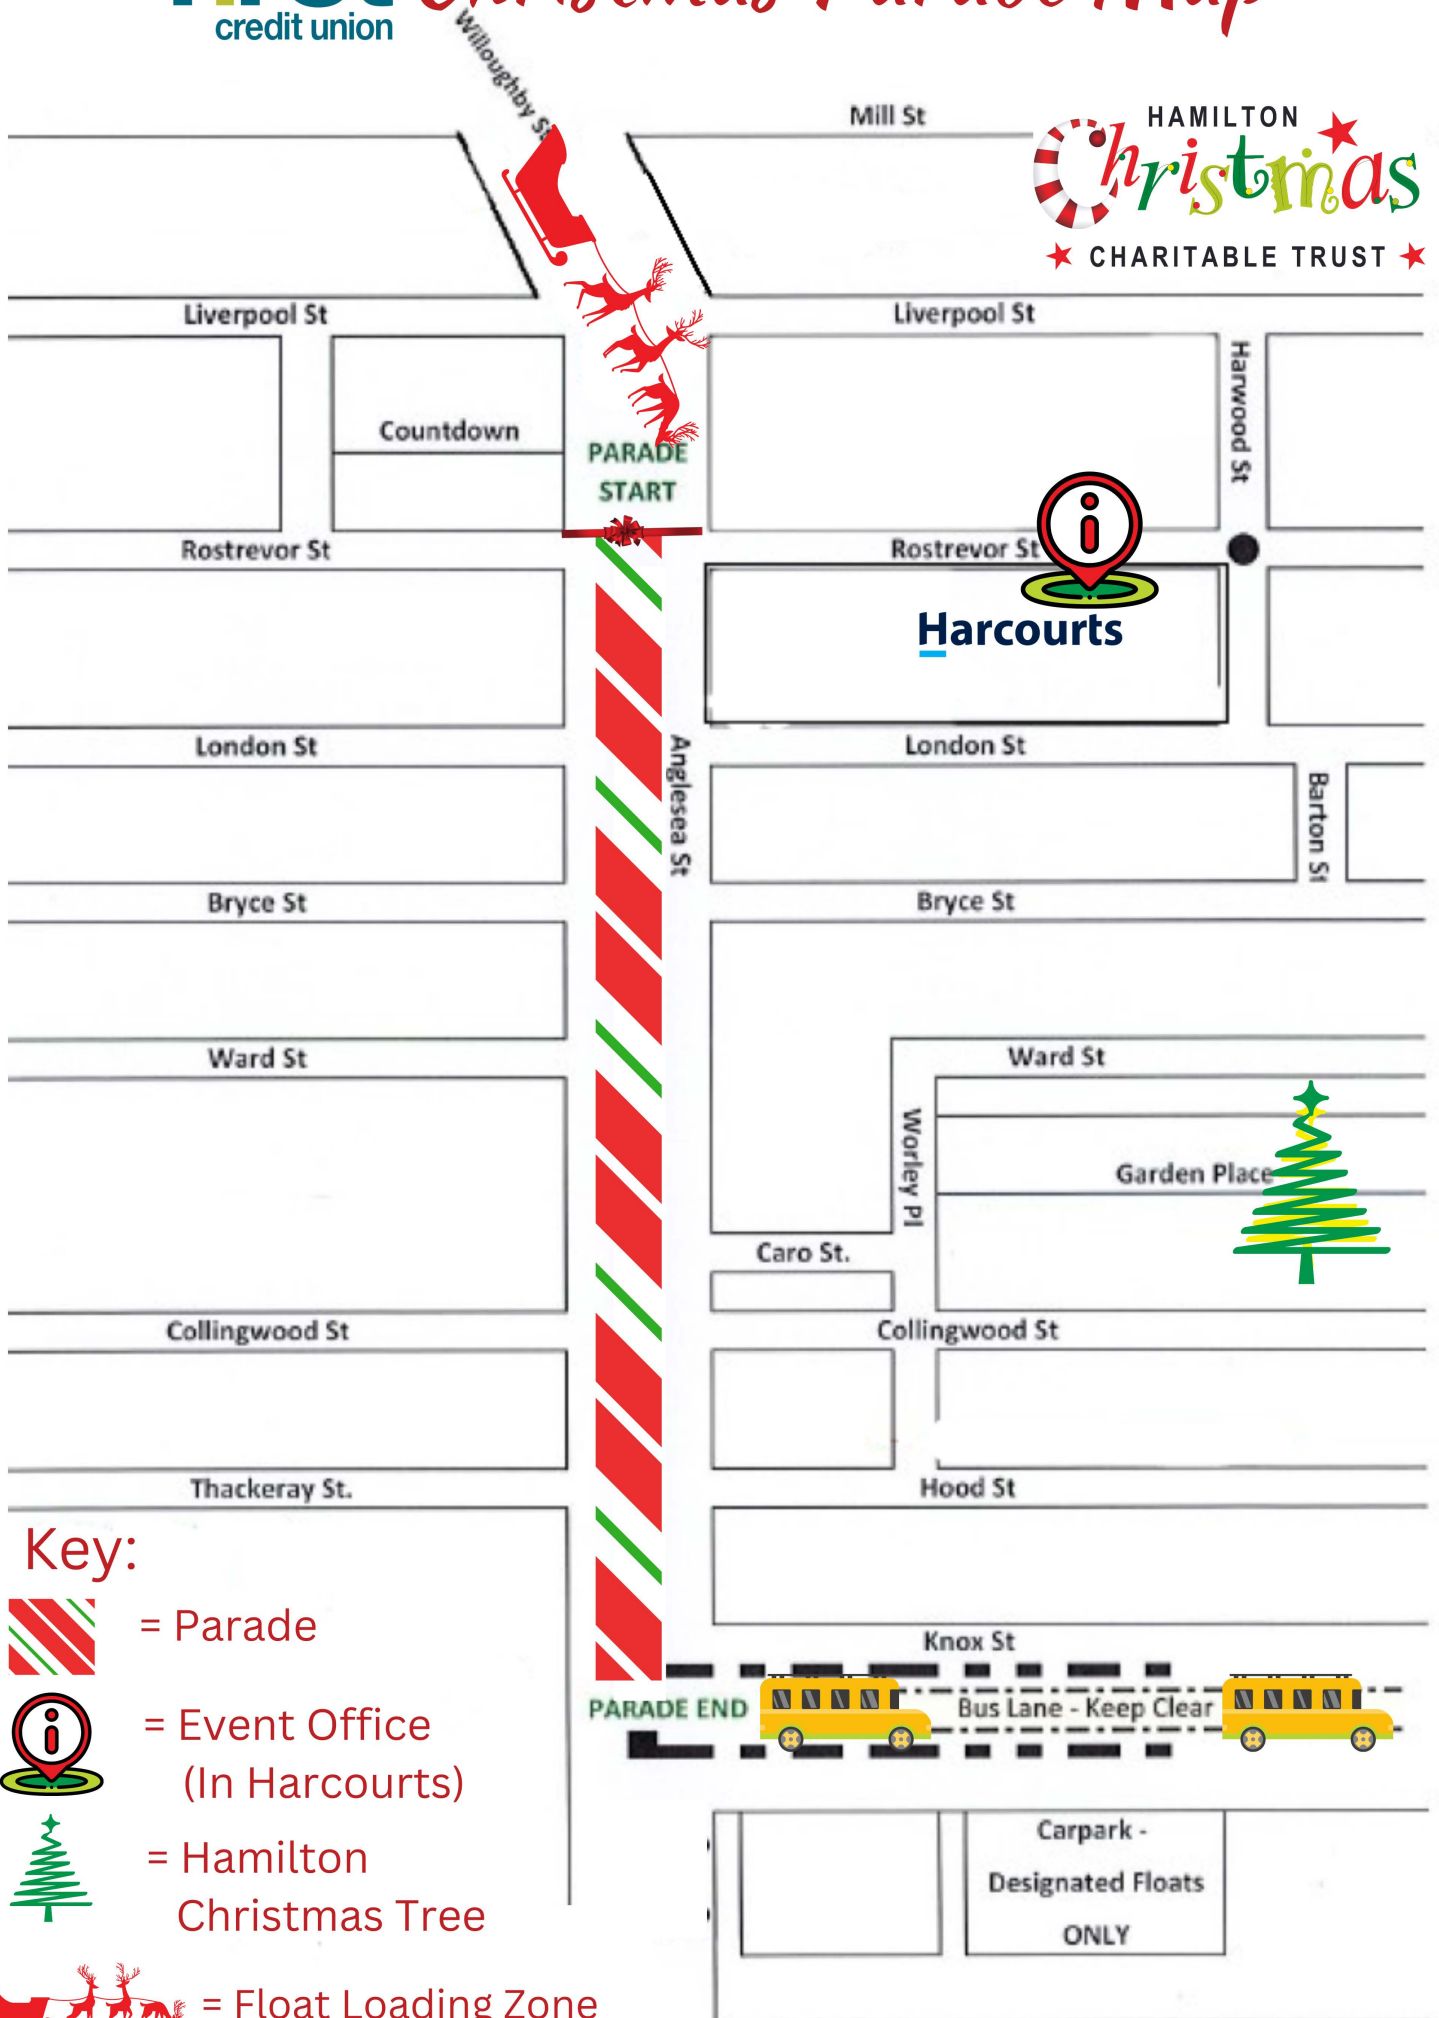 Christmas Parade Map
credit union
Willoughby St
Mill St
HAMILTON
Christmas
CHARITABLE TRUST
Liverpool St
Liverpool St
Harwood St
Countdown
PARADE
START
Rostrevor St
Rostrevor St
Harcourts
London St
London St
Anglesea St
Barton St
Bryce St
Bryce St
Ward St
Ward St
Worley Pl
Garden Place
Caro St.
Collingwood St
Collingwood St
Thackeray St.
Hood St
Key:
= Parade
Knox St
PARADE END
Bus Lane - Keep Clear
= Event Office
(In Harcourts)
= Hamilton
Christmas Tree
Carpark -
Designated Floats
ONLY
= Float Loading Zone